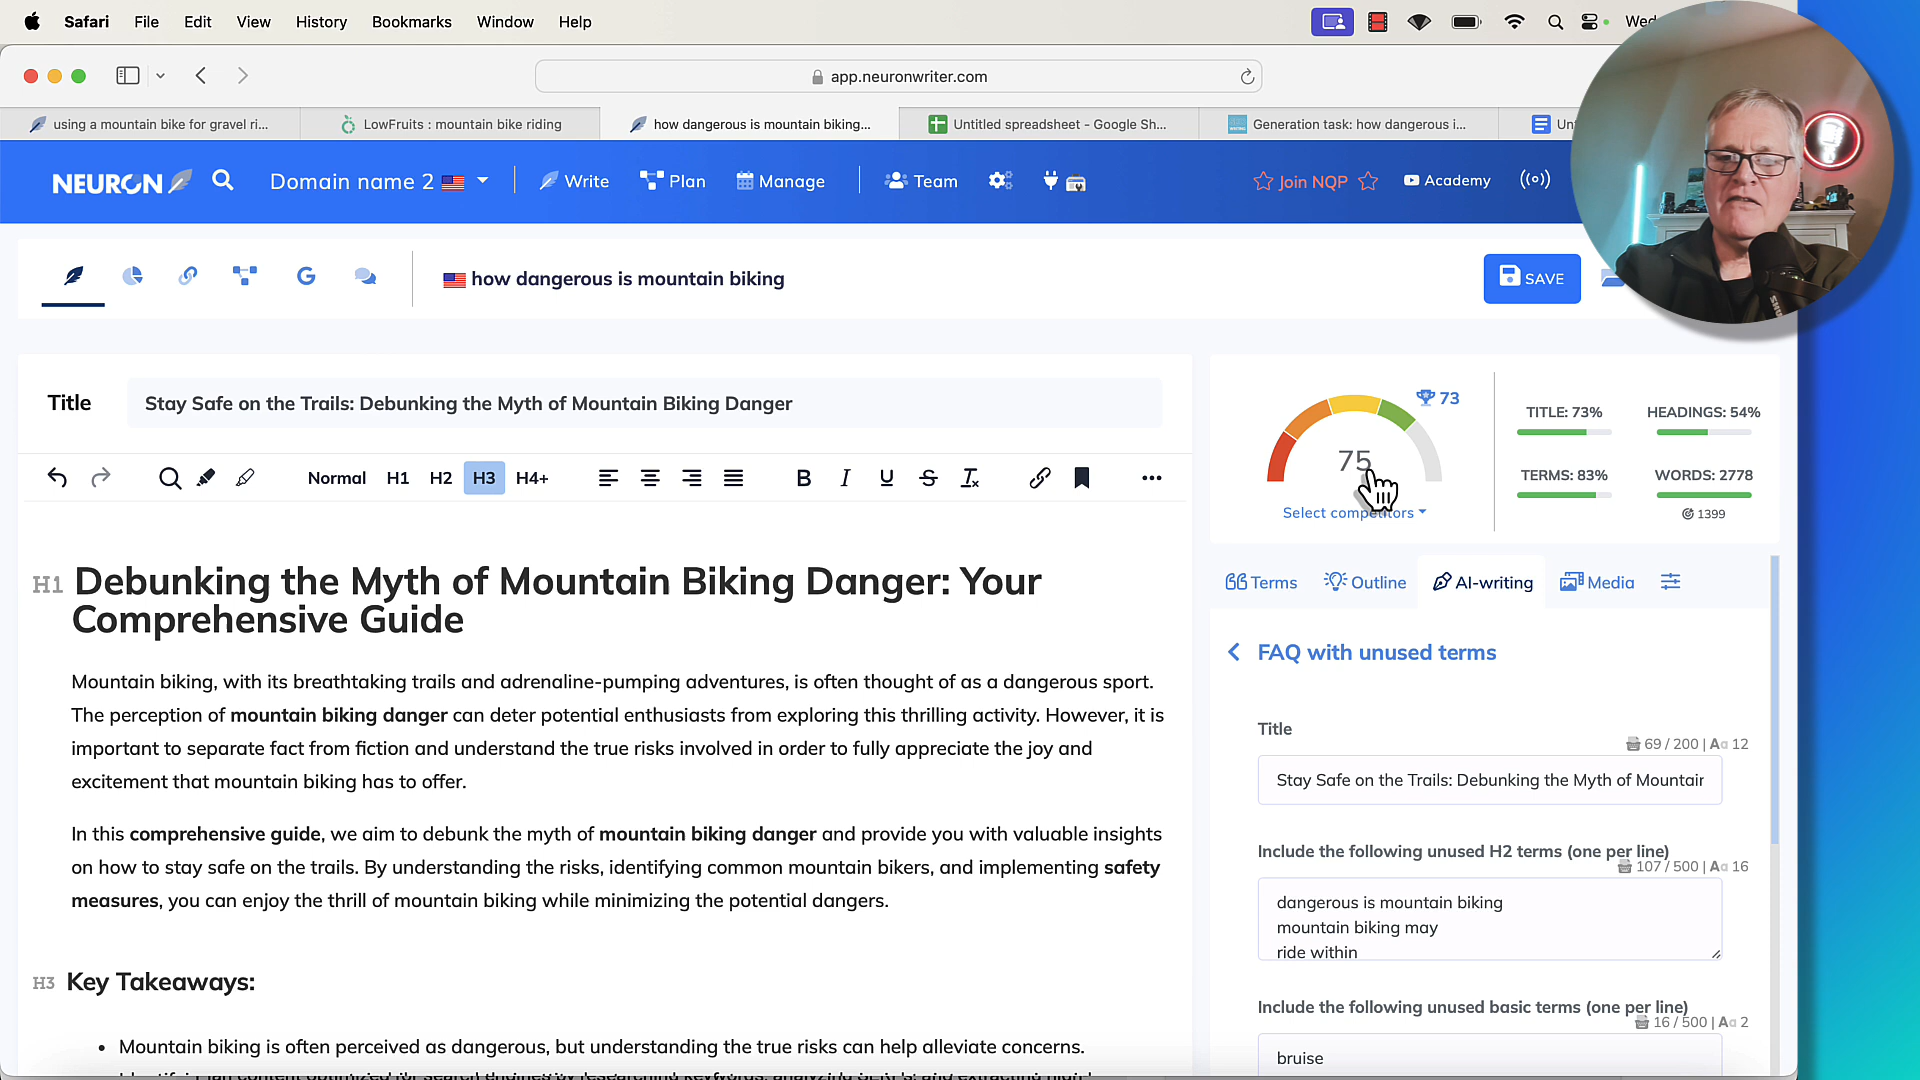 Safari File Edit View History Bookmarks Window Help Wed
app.neuronwriter.com
using a mountain bike for gravel ri... LowFruits : mountain bike riding how dangerous is mountain biking... Untitled spreadsheet - Google Sh... Generation task: how dangerous i... Un
NEURON Domain name 2 Write Plan Manage Team Join NQP Academy
how dangerous is mountain biking SAVE
Title Stay Safe on the Trails: Debunking the Myth of Mountain Biking Danger
Normal H1 H2 H3 H4+ B I U S
H1 Debunking the Myth of Mountain Biking Danger: Your
Comprehensive Guide
Mountain biking, with its breathtaking trails and adrenaline-pumping adventures, is often thought of as a dangerous sport.
The perception of mountain biking danger can deter potential enthusiasts from exploring this thrilling activity. However, it is
important to separate fact from fiction and understand the true risks involved in order to fully appreciate the joy and
excitement that mountain biking has to offer.
In this comprehensive guide, we aim to debunk the myth of mountain biking danger and provide you with valuable insights
on how to stay safe on the trails. By understanding the risks, identifying common mountain bikers, and implementing safety
measures, you can enjoy the thrill of mountain biking while minimizing the potential dangers.
H3 Key Takeaways:
• Mountain biking is often perceived as dangerous, but understanding the true risks can help alleviate concerns.
73
75
Select competitors
TITLE: 73% HEADINGS: 54%
TERMS: 83% WORDS: 2778
1399
Terms Outline AI-writing Media
FAQ with unused terms
Title
69 / 200 | Aa 12
Stay Safe on the Trails: Debunking the Myth of Mountain
Include the following unused H2 terms (one per line)
107 / 500 | Aa 16
dangerous is mountain biking
mountain biking may
ride within
Include the following unused basic terms (one per line)
16 / 500 | Aa 2
bruise